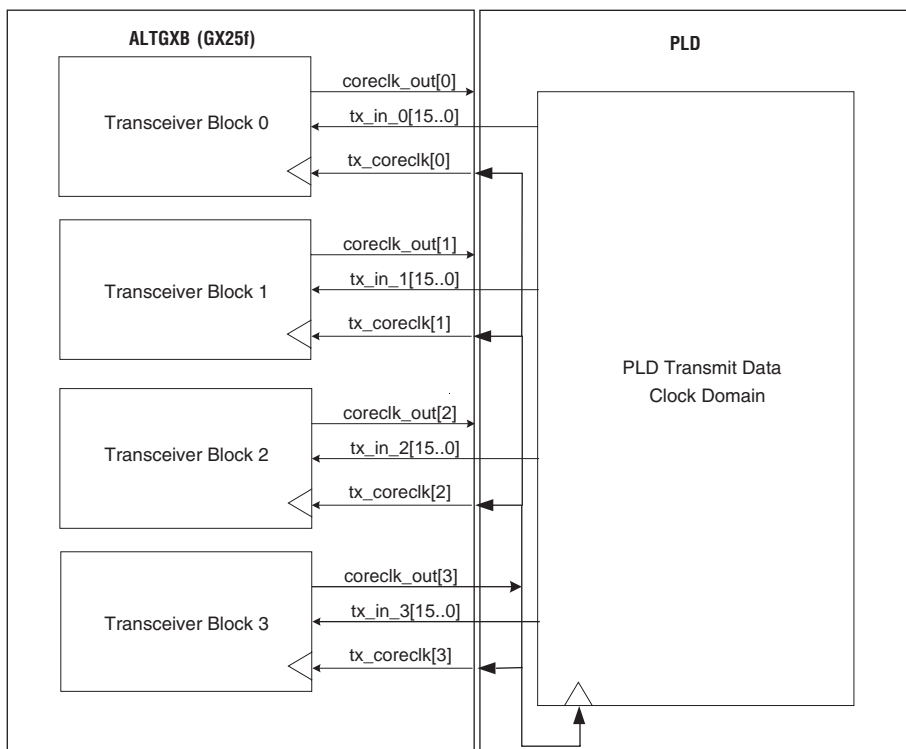 ALTGXB (GX25f)
PLD
Transceiver Block 0
coreclk_out[0]
tx_in_0[15..0]
tx_coreclk[0]
Transceiver Block 1
coreclk_out[1]
tx_in_1[15..0]
tx_coreclk[1]
Transceiver Block 2
coreclk_out[2]
tx_in_2[15..0]
tx_coreclk[2]
Transceiver Block 3
coreclk_out[3]
tx_in_3[15..0]
tx_coreclk[3]
PLD Transmit Data
Clock Domain